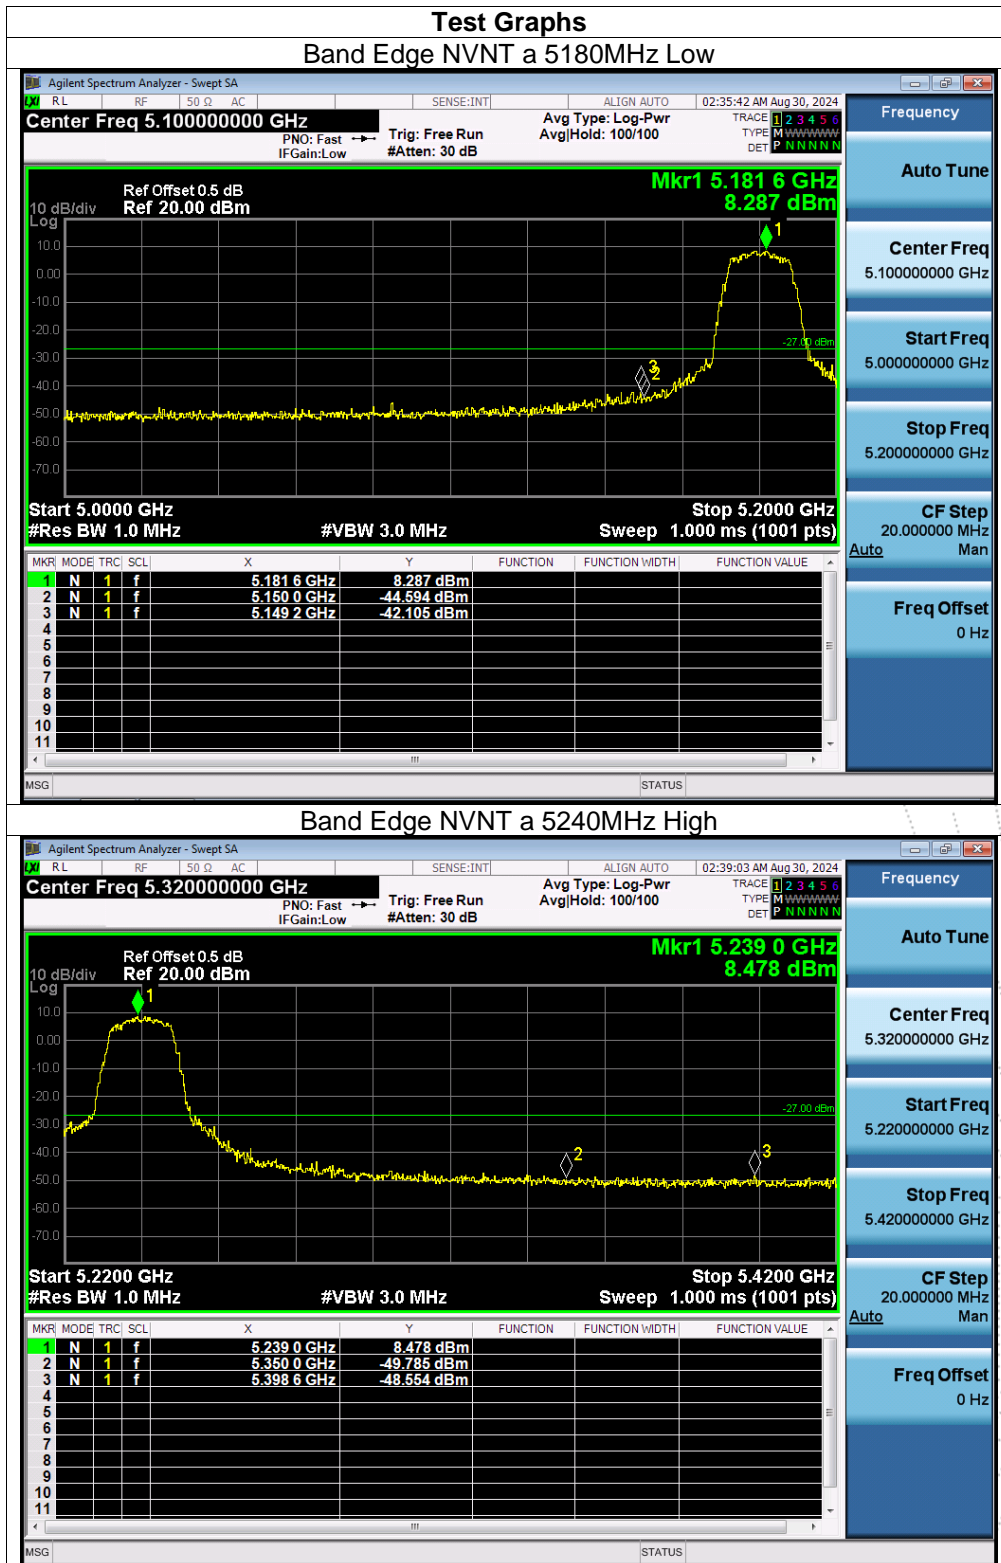 Test Graphs
Band Edge NVNT a 5180MHz Low
Agilent Spectrum Analyzer - Swept SA
LXI RL RF 50 Ω AC SENSE:INT ALIGN AUTO 02:35:42 AM Aug 30, 2024
Center Freq 5.100000000 GHz
PNO: Fast
IFGain:Low
Trig: Free Run
#Atten: 30 dB
Avg Type: Log-Pwr
Avg|Hold: 100/100
TRACE 1 2 3 4 5 6
TYPE M W W W W W
DET P N N N N N
Ref Offset 0.5 dB
10 dB/div Ref 20.00 dBm
Log
Mkr1 5.181 6 GHz
8.287 dBm
10.0
0.00
-10.0
-20.0
-30.0
-40.0
-50.0
-60.0
-70.0
1
-27.00 dBm
3
2
Start 5.0000 GHz Stop 5.2000 GHz
#Res BW 1.0 MHz #VBW 3.0 MHz Sweep 1.000 ms (1001 pts)
MKR MODE TRC SCL X Y FUNCTION FUNCTION WIDTH FUNCTION VALUE
1 N 1 f 5.181 6 GHz 8.287 dBm
2 N 1 f 5.150 0 GHz -44.594 dBm
3 N 1 f 5.149 2 GHz -42.105 dBm
4
5
6
7
8
9
10
11
MSG STATUS
Frequency
Auto Tune
Center Freq
5.100000000 GHz
Start Freq
5.000000000 GHz
Stop Freq
5.200000000 GHz
CF Step
20.000000 MHz
Auto Man
Freq Offset
0 Hz
Band Edge NVNT a 5240MHz High
Agilent Spectrum Analyzer - Swept SA
LXI RL RF 50 Ω AC SENSE:INT ALIGN AUTO 02:39:03 AM Aug 30, 2024
Center Freq 5.320000000 GHz
PNO: Fast
IFGain:Low
Trig: Free Run
#Atten: 30 dB
Avg Type: Log-Pwr
Avg|Hold: 100/100
TRACE 1 2 3 4 5 6
TYPE M W W W W W
DET P N N N N N
Ref Offset 0.5 dB
10 dB/div Ref 20.00 dBm
Log
Mkr1 5.239 0 GHz
8.478 dBm
10.0
0.00
-10.0
-20.0
-30.0
-40.0
-50.0
-60.0
-70.0
1
-27.00 dBm
2
3
Start 5.2200 GHz Stop 5.4200 GHz
#Res BW 1.0 MHz #VBW 3.0 MHz Sweep 1.000 ms (1001 pts)
MKR MODE TRC SCL X Y FUNCTION FUNCTION WIDTH FUNCTION VALUE
1 N 1 f 5.239 0 GHz 8.478 dBm
2 N 1 f 5.350 0 GHz -49.785 dBm
3 N 1 f 5.398 6 GHz -48.554 dBm
4
5
6
7
8
9
10
11
MSG STATUS
Frequency
Auto Tune
Center Freq
5.320000000 GHz
Start Freq
5.220000000 GHz
Stop Freq
5.420000000 GHz
CF Step
20.000000 MHz
Auto Man
Freq Offset
0 Hz